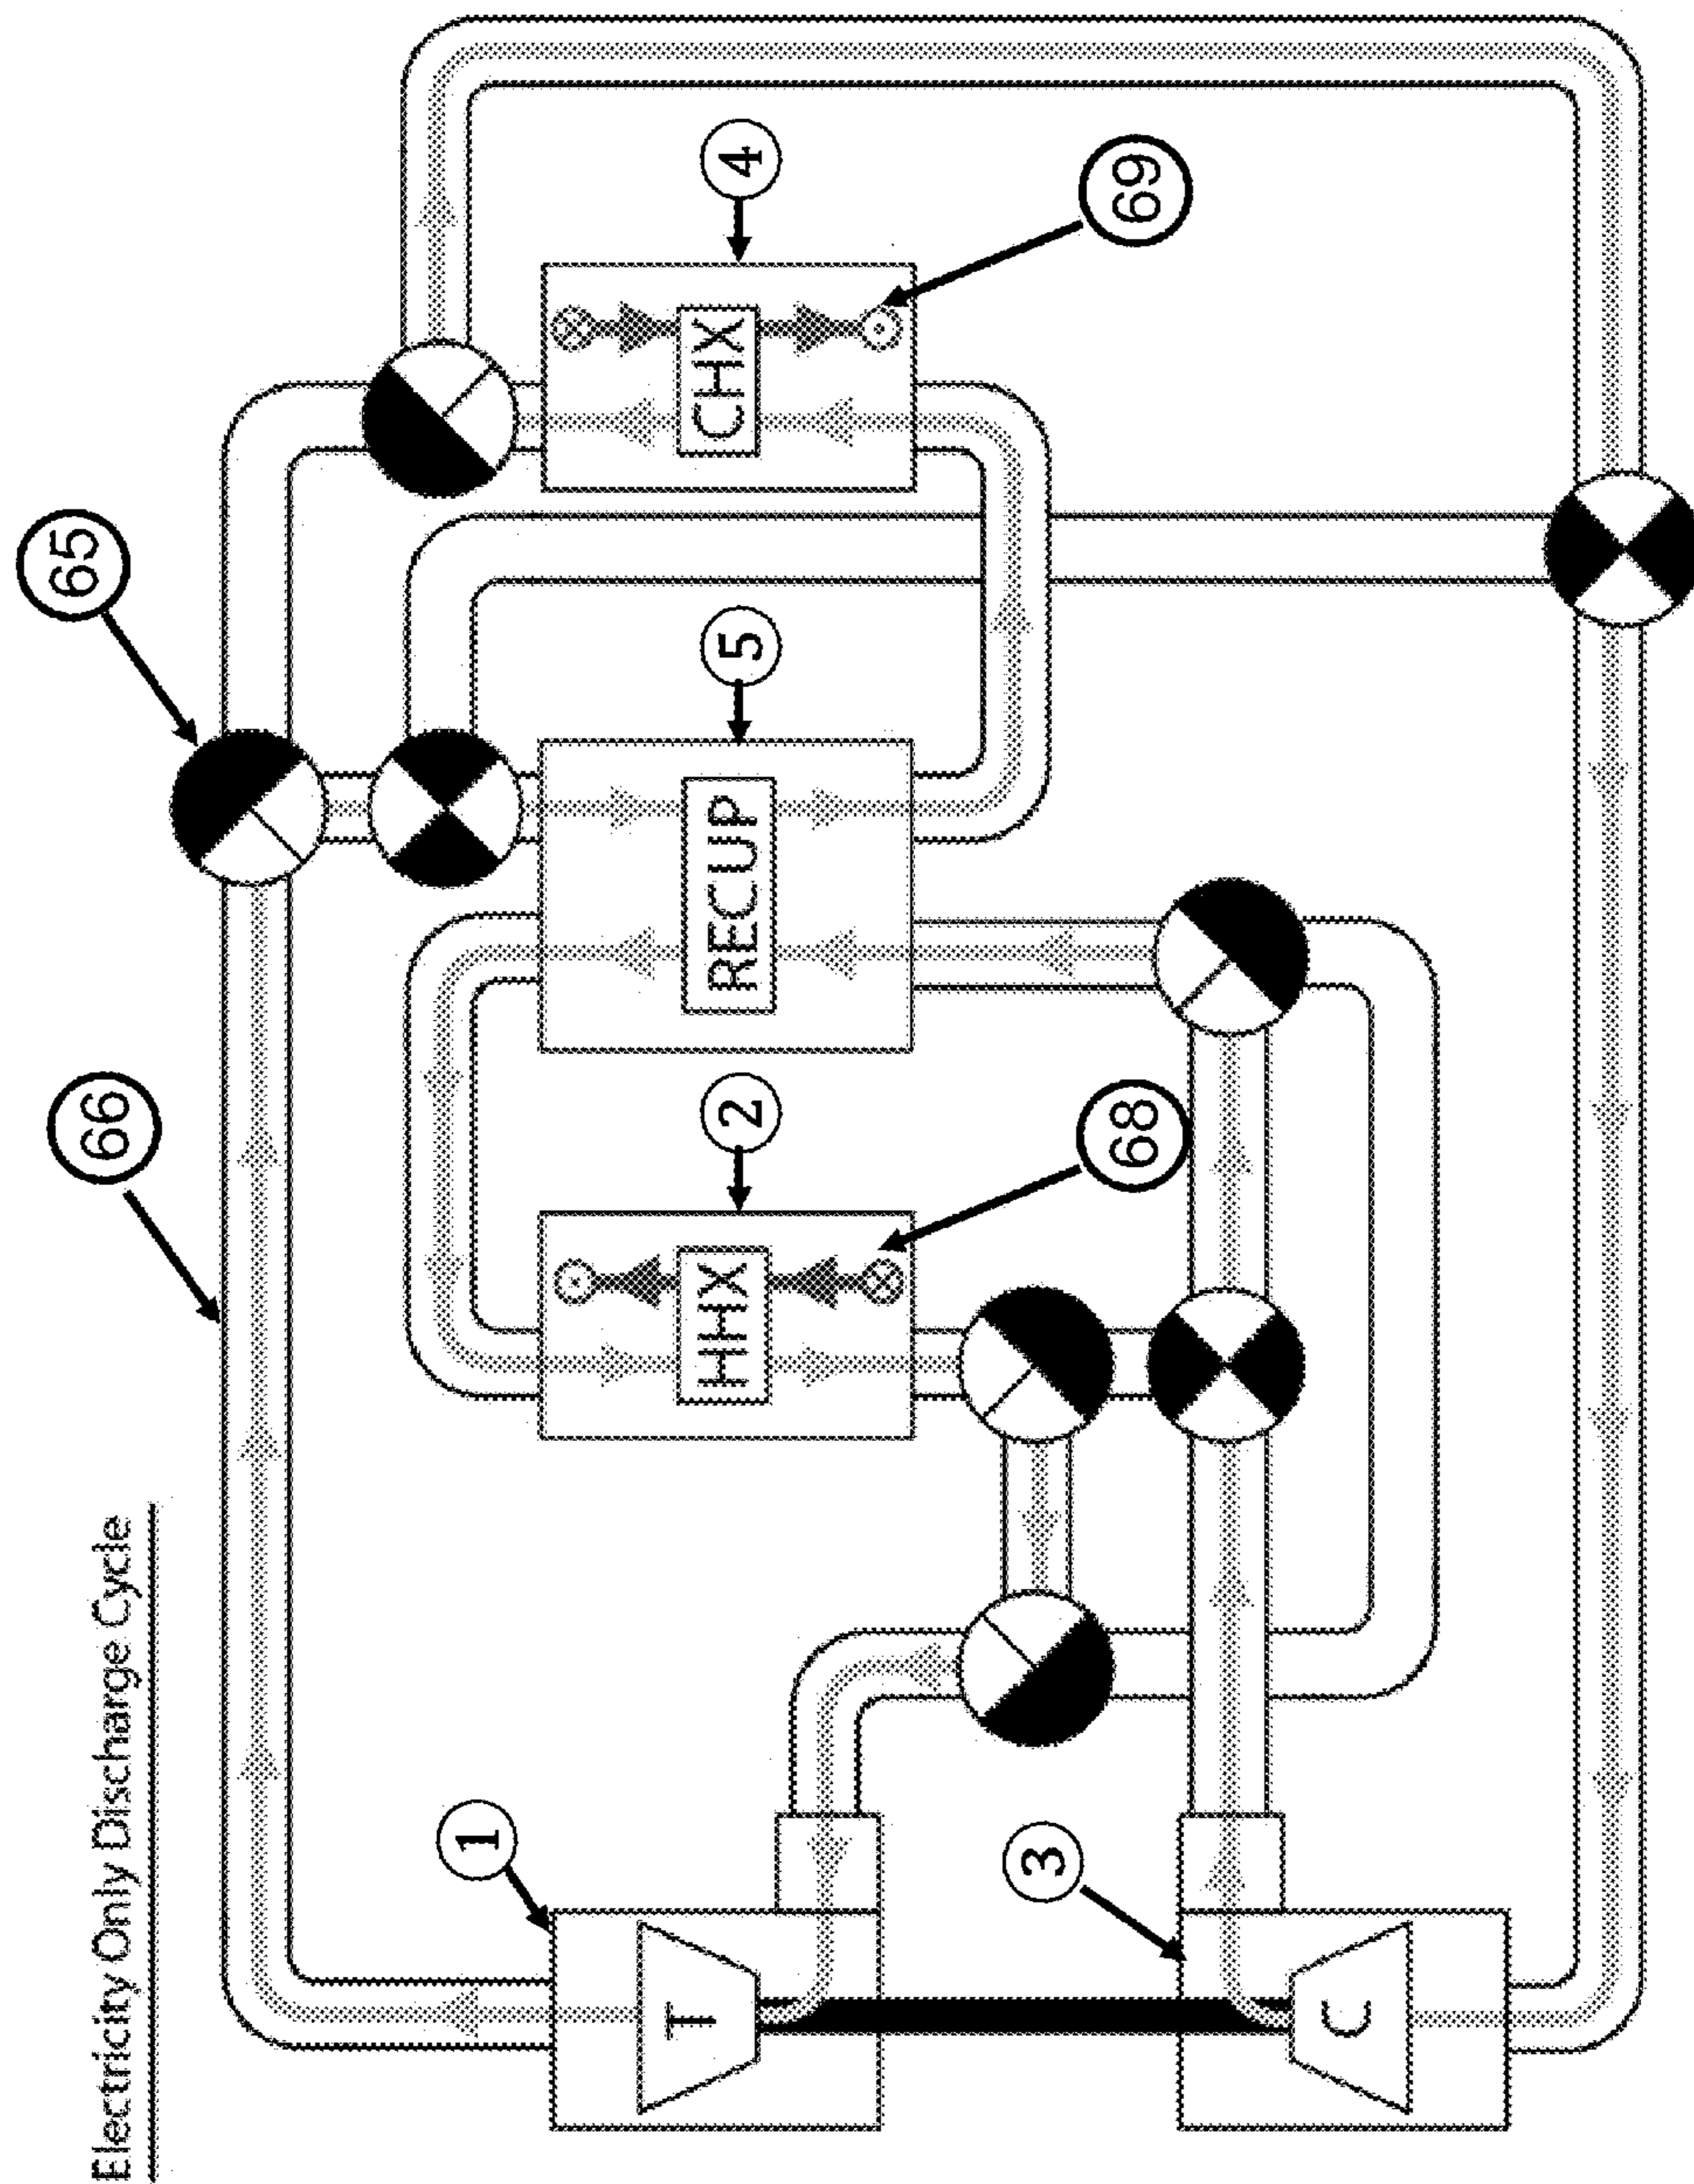 Electricity Only Discharge Cycle
66
65
1
2
5
4
T
HHX
RECUP
CHX
3
68
69
C